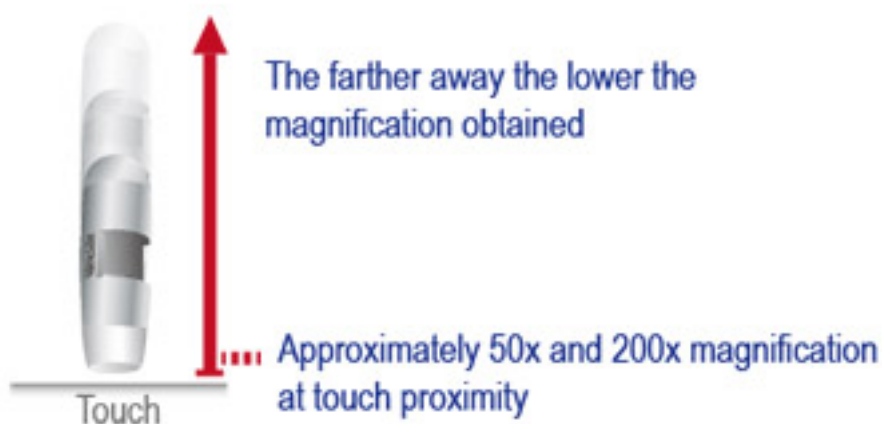 The farther away the lower the
magnification obtained
Approximately 50x and 200x magnification
at touch proximity
Touch